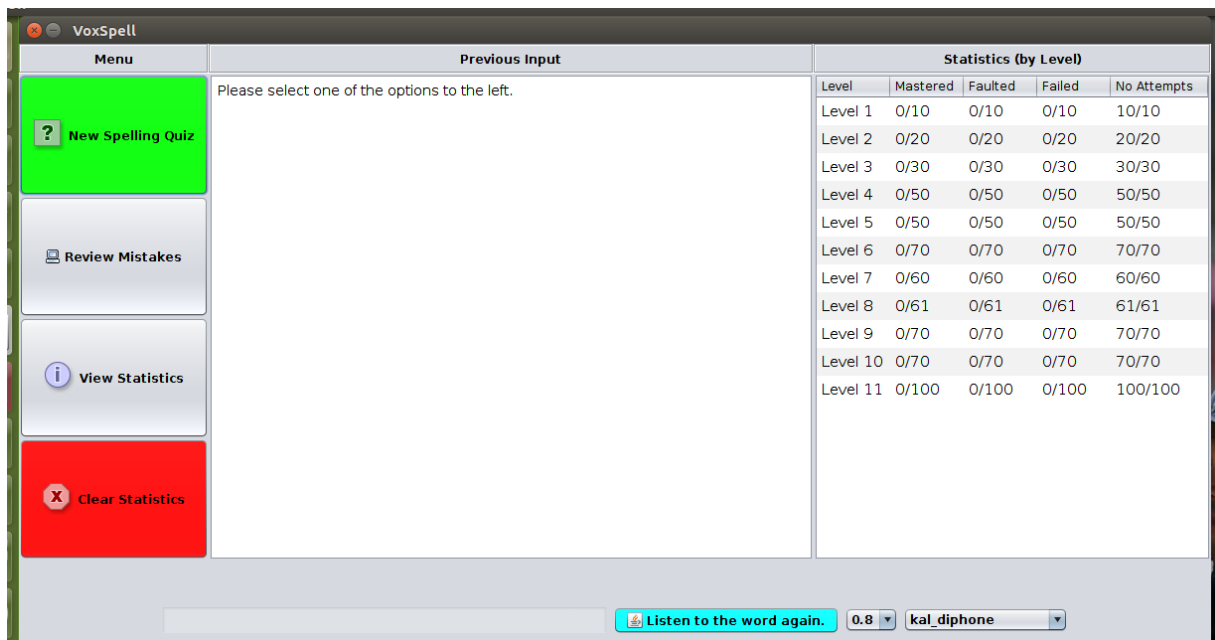 VoxSpell
Menu
Previous Input
Statistics (by Level)
? New Spelling Quiz
Review Mistakes
i View Statistics
X Clear Statistics
Please select one of the options to the left.
Level Mastered Faulted Failed No Attempts
Level 1 0/10 0/10 0/10 10/10
Level 2 0/20 0/20 0/20 20/20
Level 3 0/30 0/30 0/30 30/30
Level 4 0/50 0/50 0/50 50/50
Level 5 0/50 0/50 0/50 50/50
Level 6 0/70 0/70 0/70 70/70
Level 7 0/60 0/60 0/60 60/60
Level 8 0/61 0/61 0/61 61/61
Level 9 0/70 0/70 0/70 70/70
Level 10 0/70 0/70 0/70 70/70
Level 11 0/100 0/100 0/100 100/100
Listen to the word again. 0.8 kal_diphone